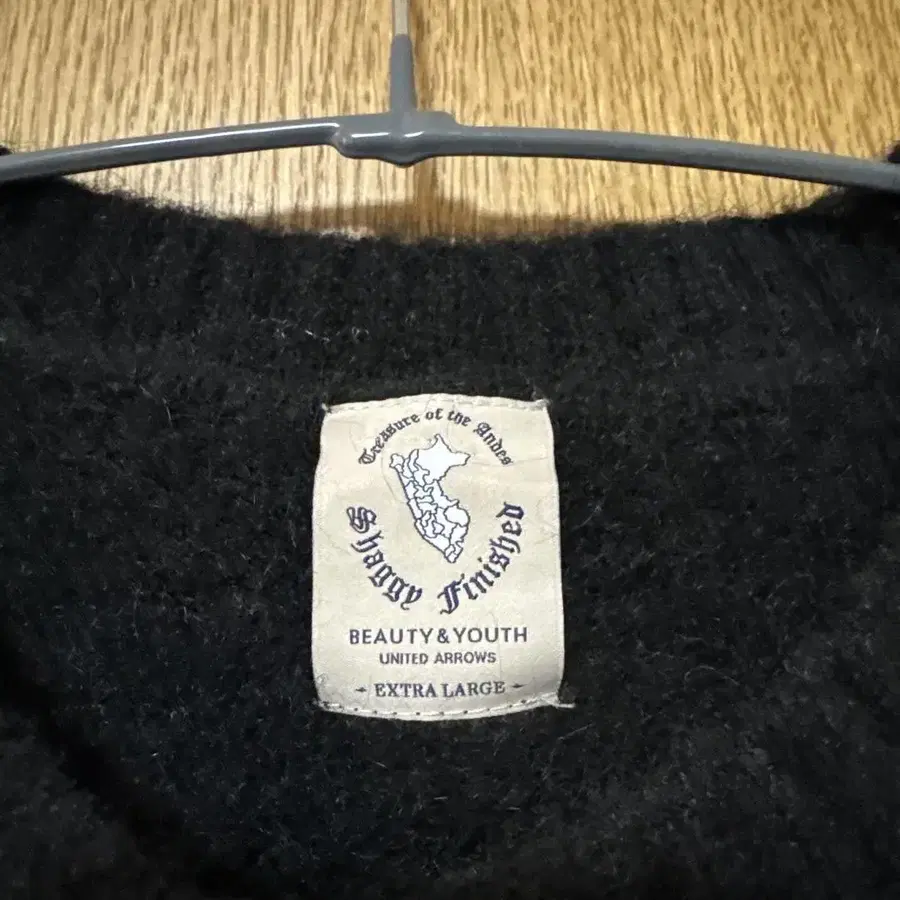 Treasure of the Andes
Shaggy Finished
BEAUTY & YOUTH
UNITED ARROWS
- EXTRA LARGE -